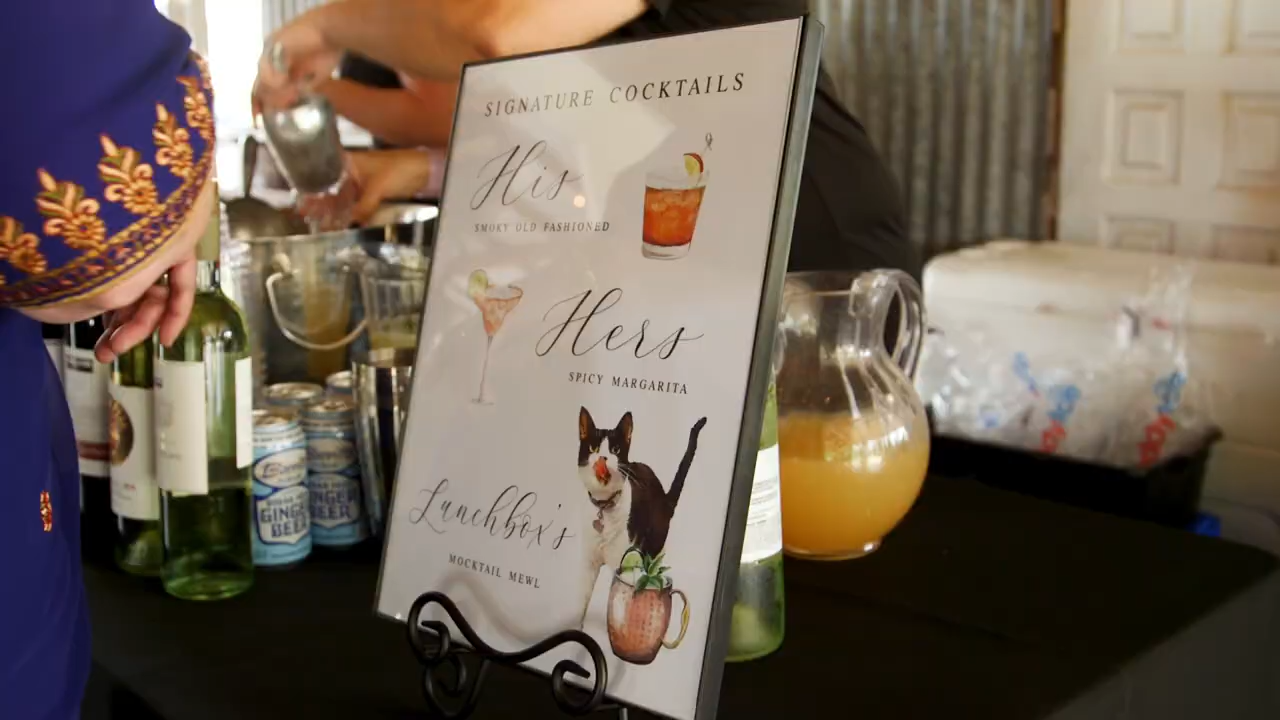 SIGNATURE COCKTAILS
His
SMOKY OLD FASHIONED
Hers
SPICY MARGARITA
Lunchbox's
MOCKTAIL MEWL
GINGER
BEER
GINGER
BEER